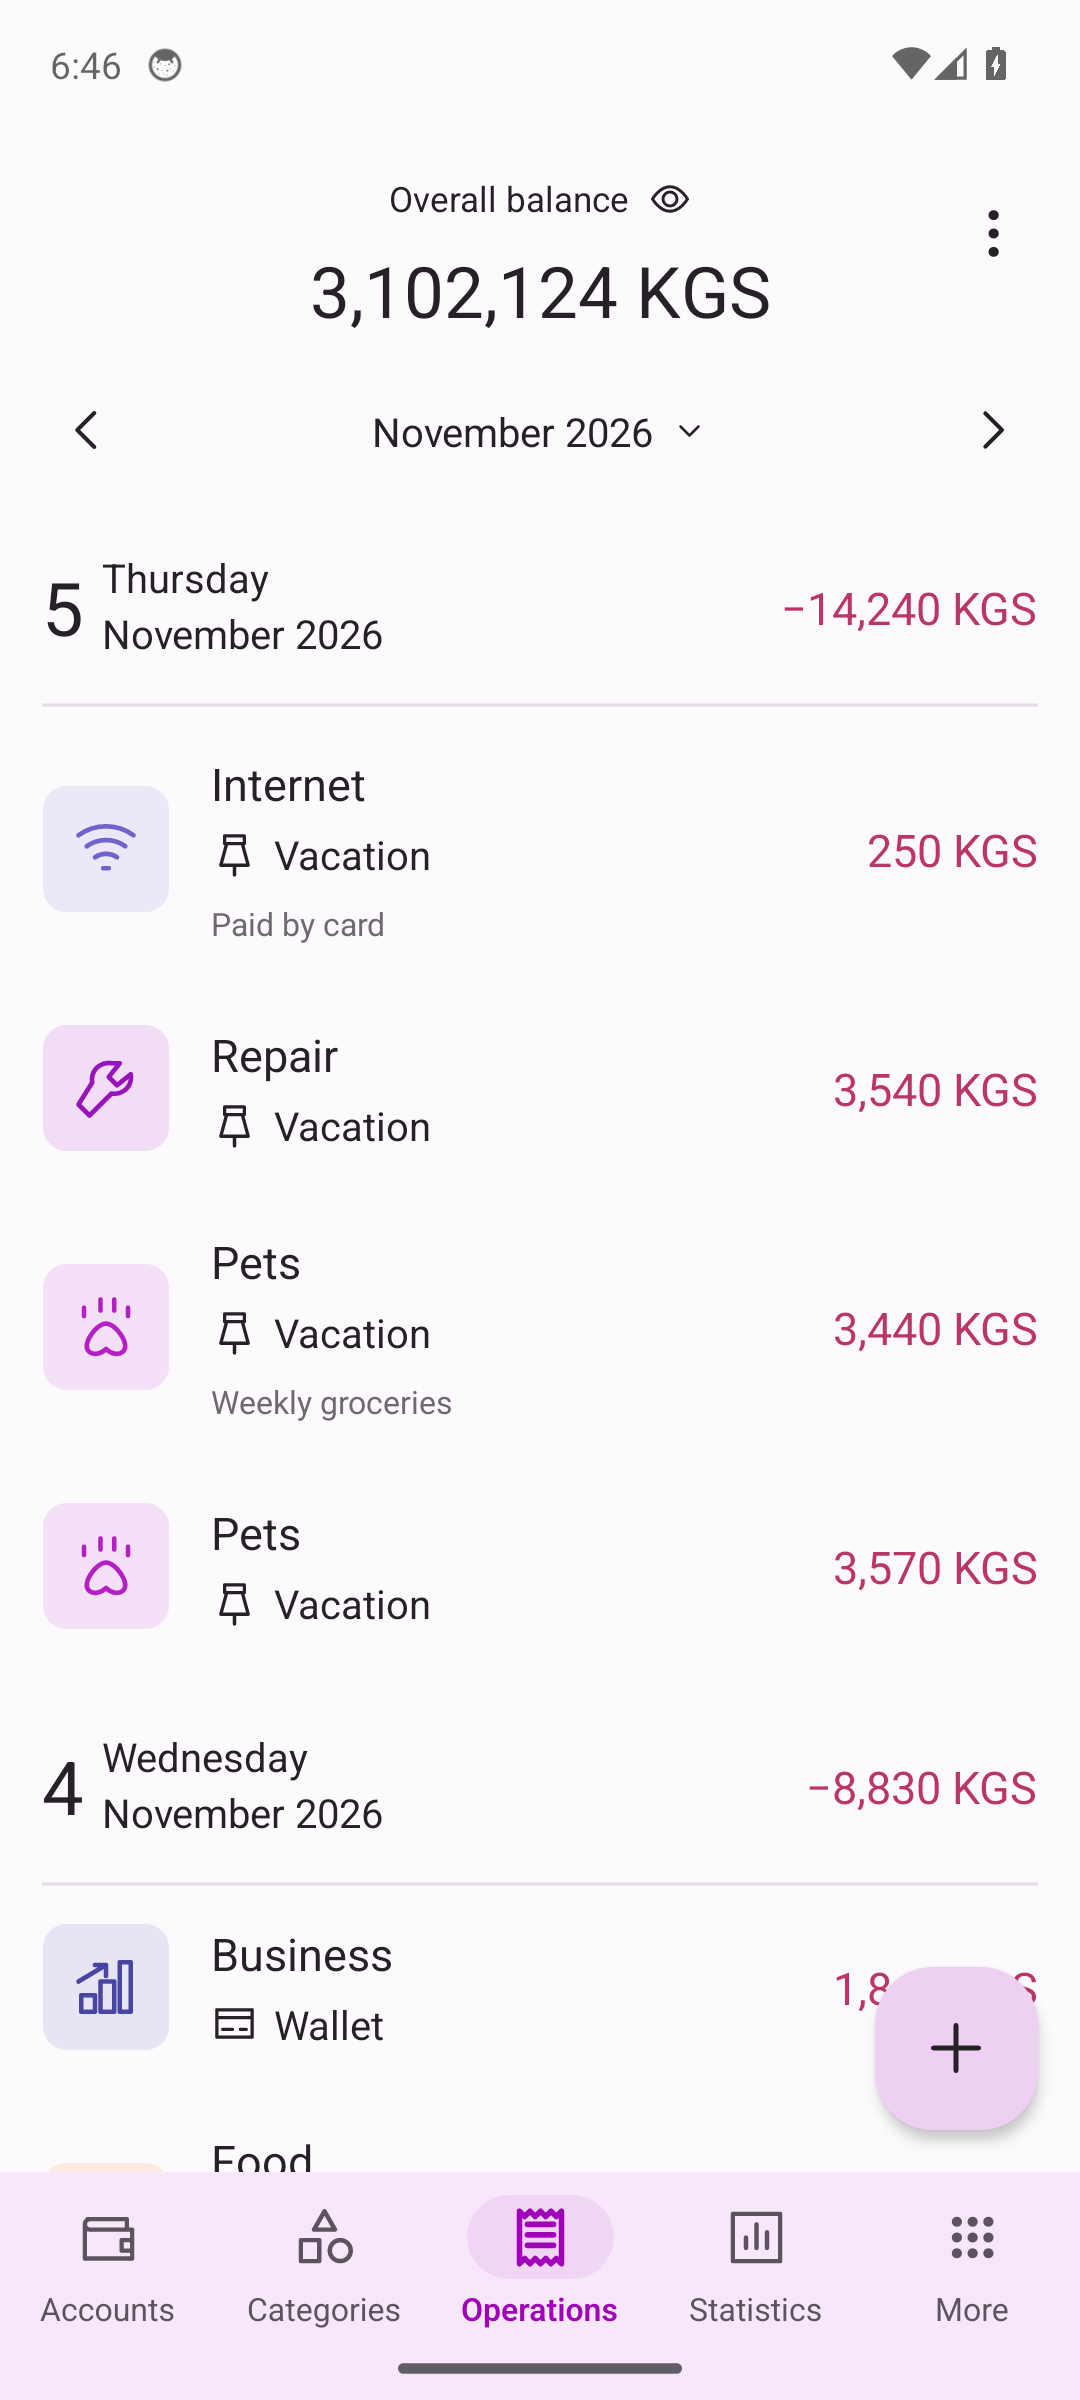 6:46
Overall balance
3,102,124 KGS
November 2026
5
Thursday
November 2026
−14,240 KGS
Internet
Vacation
Paid by card
250 KGS
Repair
Vacation
3,540 KGS
Pets
Vacation
Weekly groceries
3,440 KGS
Pets
Vacation
3,570 KGS
4
Wednesday
November 2026
−8,830 KGS
Business
Wallet
Food
Accounts
Categories
Operations
Statistics
More